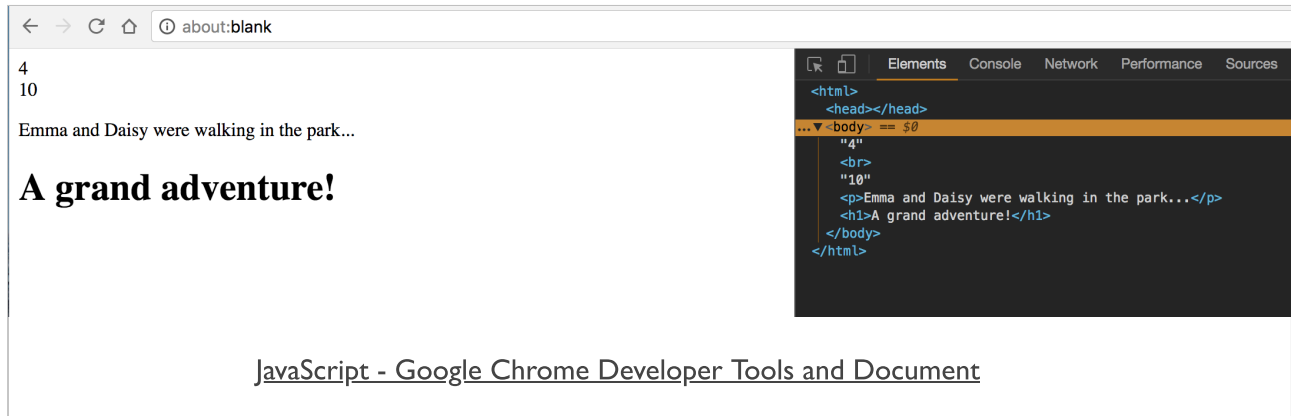 about:blank
4
10
Emma and Daisy were walking in the park...
A grand adventure!
Elements Console Network Performance Sources
<html>
<head></head>
...▼<body> == $0
"4"
<br>
"10"
<p>Emma and Daisy were walking in the park...</p>
<h1>A grand adventure!</h1>
</body>
</html>
JavaScript - Google Chrome Developer Tools and Document